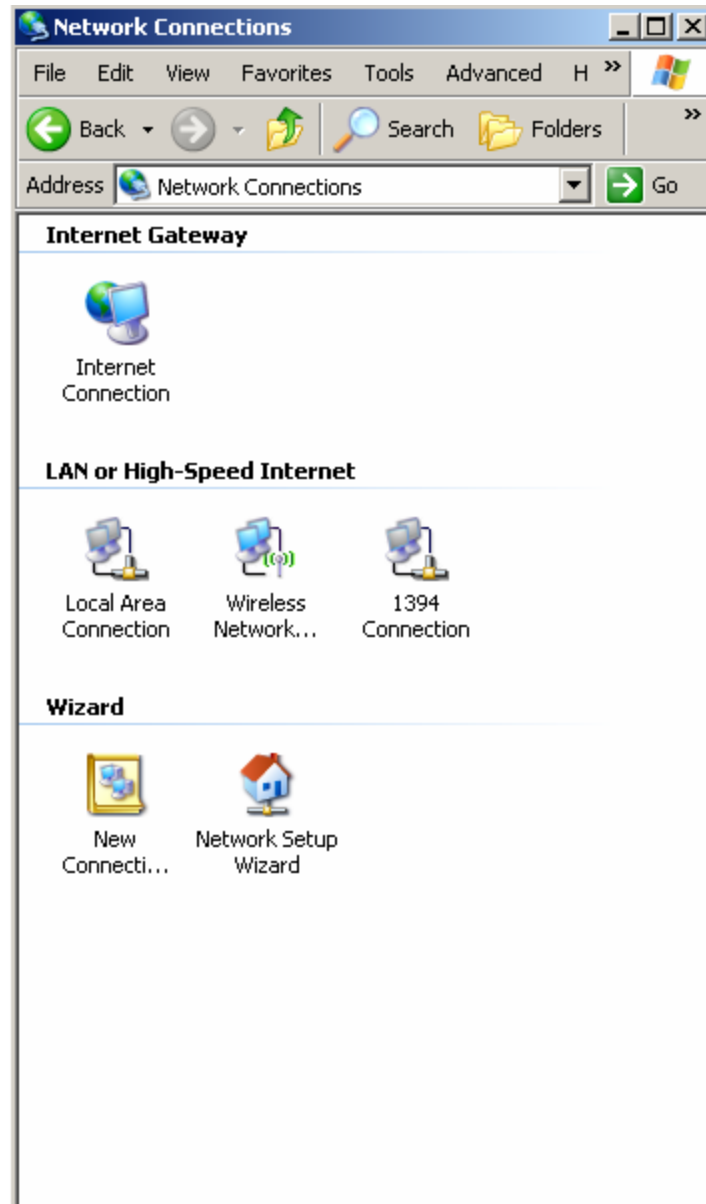 Network Connections
File Edit View Favorites Tools Advanced H »
Back Search Folders »
Address Network Connections Go
Internet Gateway
Internet
Connection
LAN or High-Speed Internet
Local Area Wireless 1394
Connection Network... Connection
Wizard
New Network Setup
Connecti... Wizard